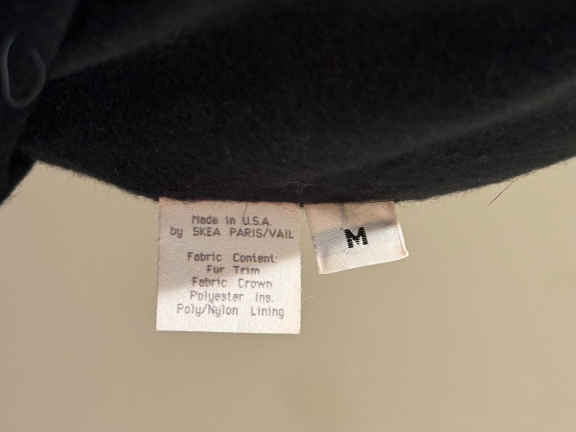 Made in U.S.A.
by SKEA PARIS/VAIL
Fabric Content:
Fur Trim
Fabric Crown
Polyester Ins.
Poly/Nylon Lining
M